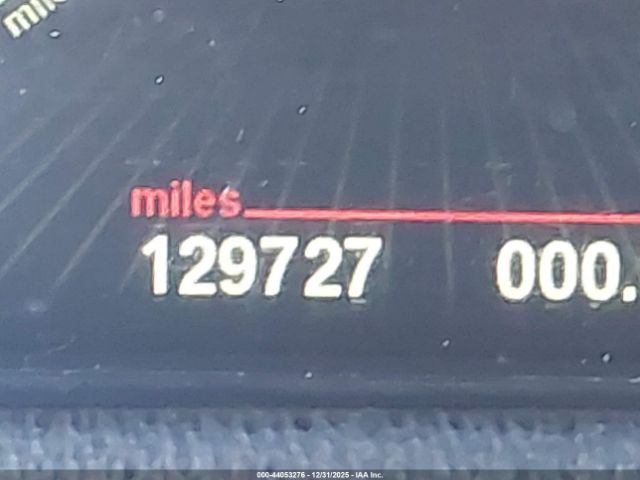 miles
129727 000.
000-44053276 - 12/31/2025 - IAA Inc.